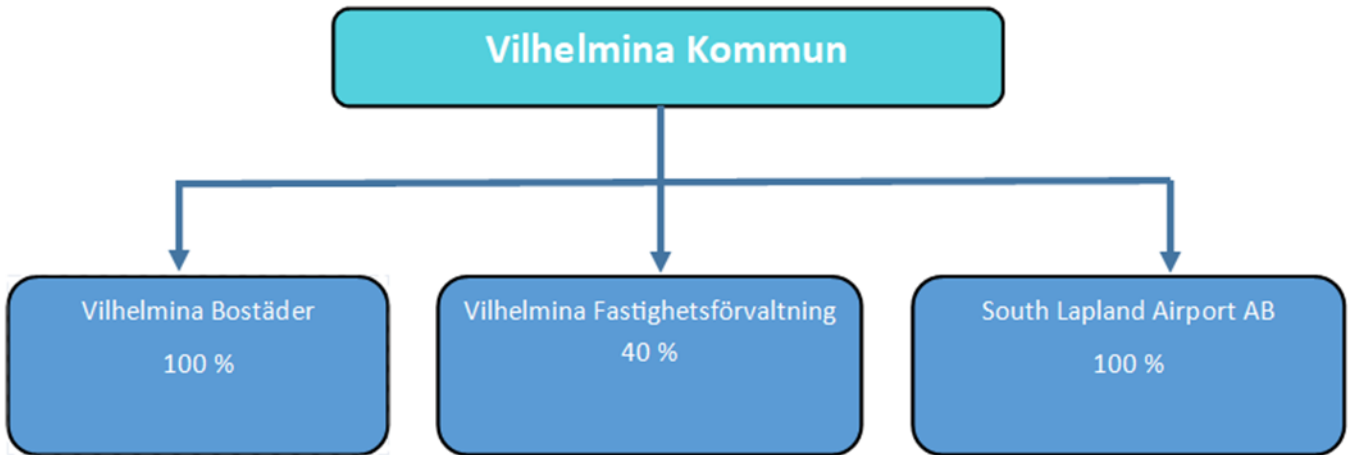 Vilhelmina Kommun
Vilhelmina Bostäder
100 %
Vilhelmina Fastighetsförvaltning
40 %
South Lapland Airport AB
100 %